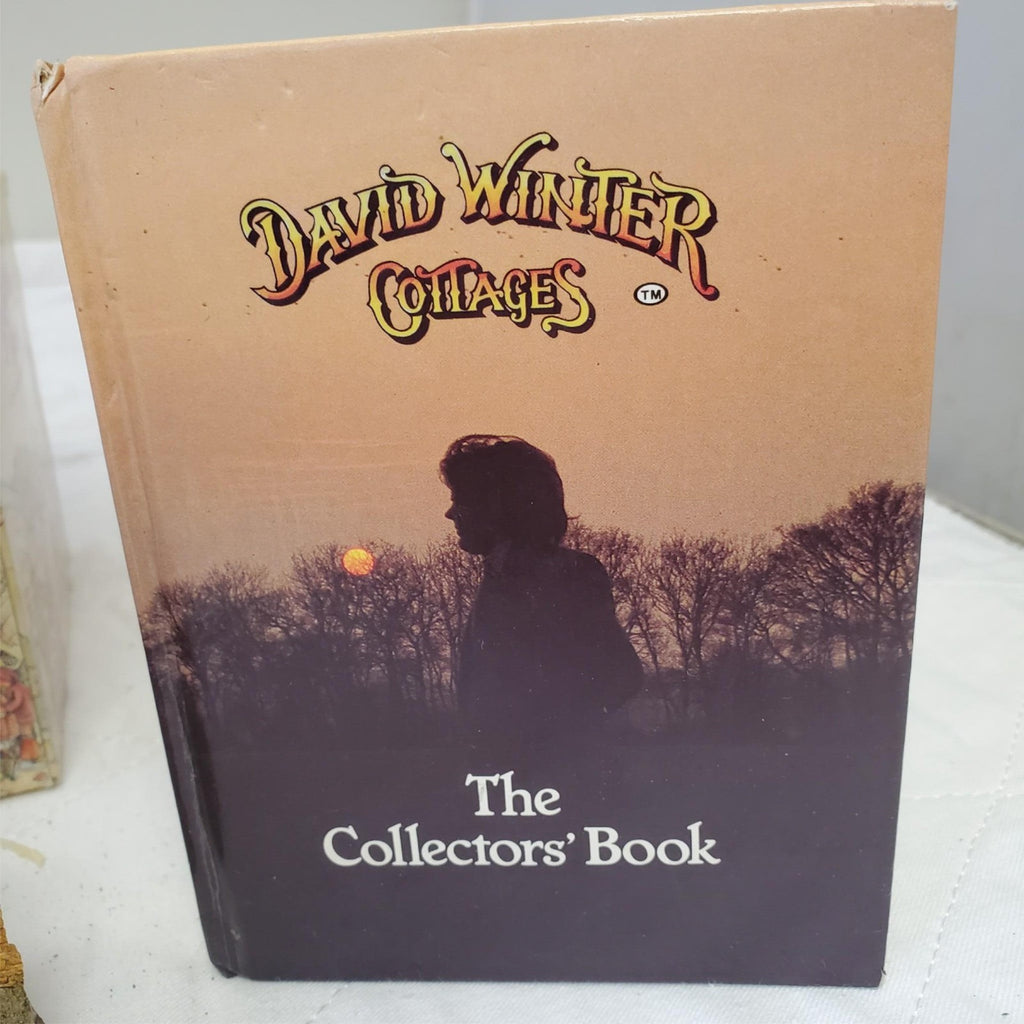 DAVID WINTER
COTTAGES TM
The
Collectors' Book